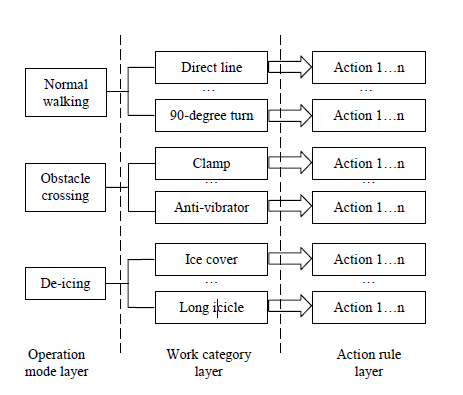 Direct line
Action 1…n
Normal
walking
…
…
90-degree turn
Action 1…n
Clamp
Action 1…n
Obstacle
crossing
…
…
Anti-vibrator
Action 1…n
Ice cover
Action 1…n
De-icing
…
…
Long icicle
Action 1…n
Operation
mode layer
Work category
layer
Action rule
layer